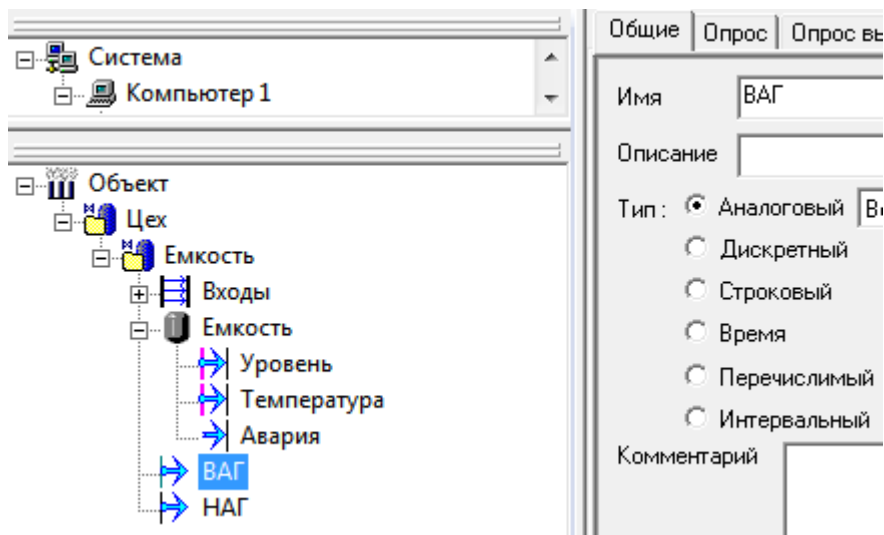 Система
Компьютер 1
Объект
Цех
Емкость
Входы
Емкость
Уровень
Температура
Авария
ВАГ
НАГ
Общие Опрос Опрос вы
Имя ВАГ
Описание
Тип: Аналоговый
Дискретный
Строковый
Время
Перечислимый
Интервальный
Комментарий